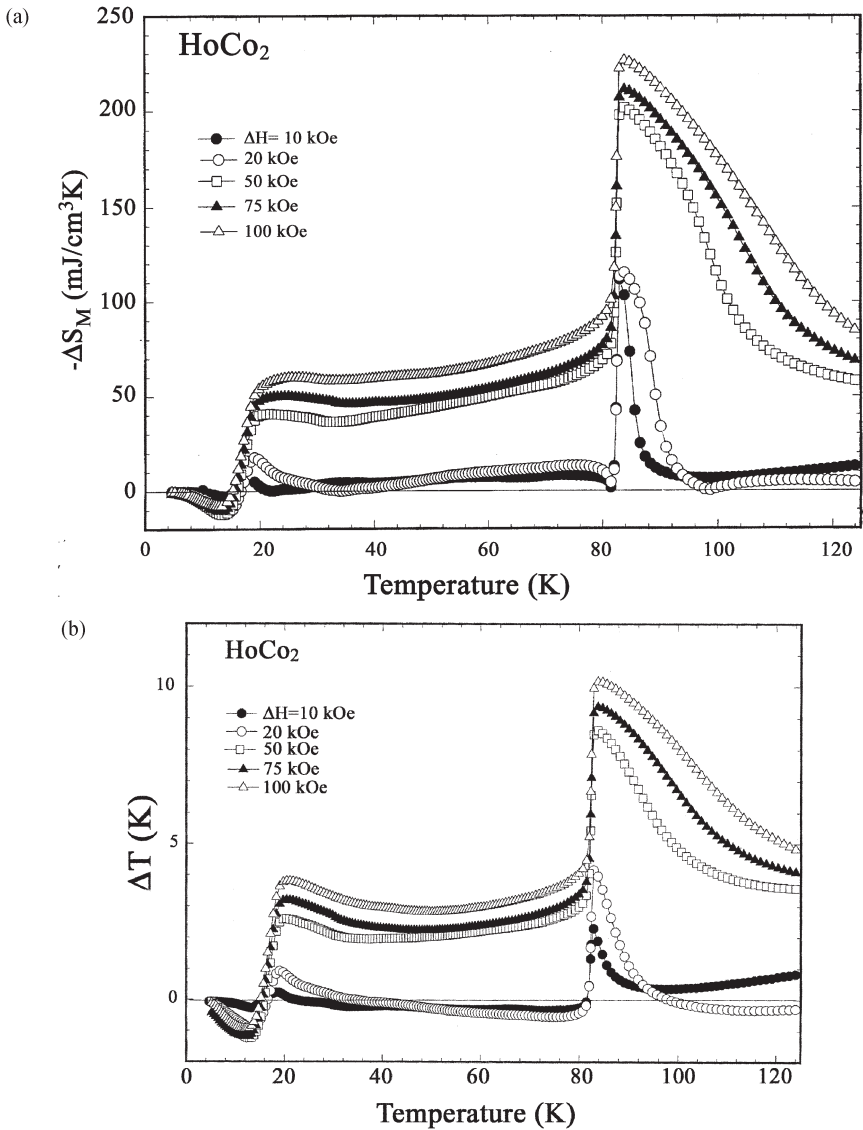 (a)
250
200
150
100
50
0
-ΔS_M (mJ/cm³K)
HoCo₂
ΔH= 10 kOe
20 kOe
50 kOe
75 kOe
100 kOe
0 20 40 60 80 100 120
Temperature (K)
(b)
10
5
0
ΔT (K)
HoCo₂
ΔH=10 kOe
20 kOe
50 kOe
75 kOe
100 kOe
0 20 40 60 80 100 120
Temperature (K)